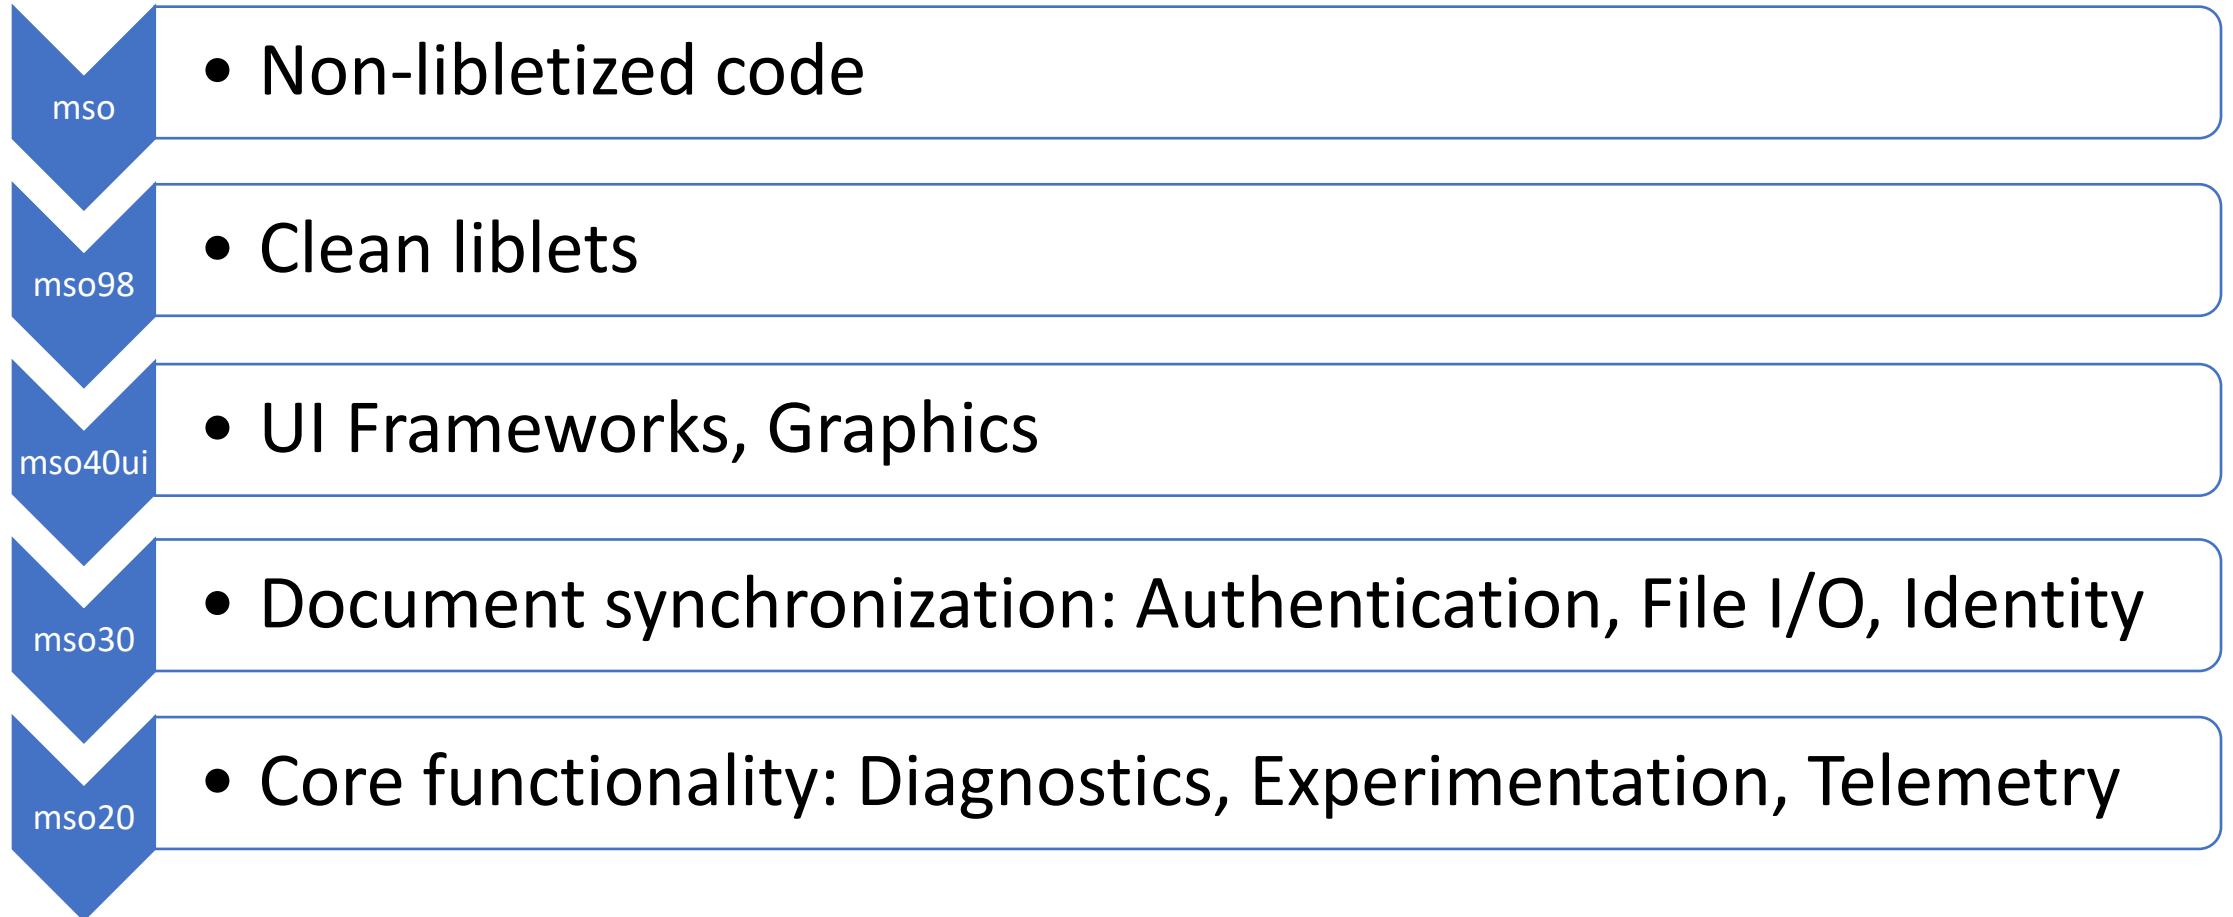 mso
• Non-libletized code
mso98
• Clean liblets
mso40ui
• UI Frameworks, Graphics
mso30
• Document synchronization: Authentication, File I/O, Identity
mso20
• Core functionality: Diagnostics, Experimentation, Telemetry